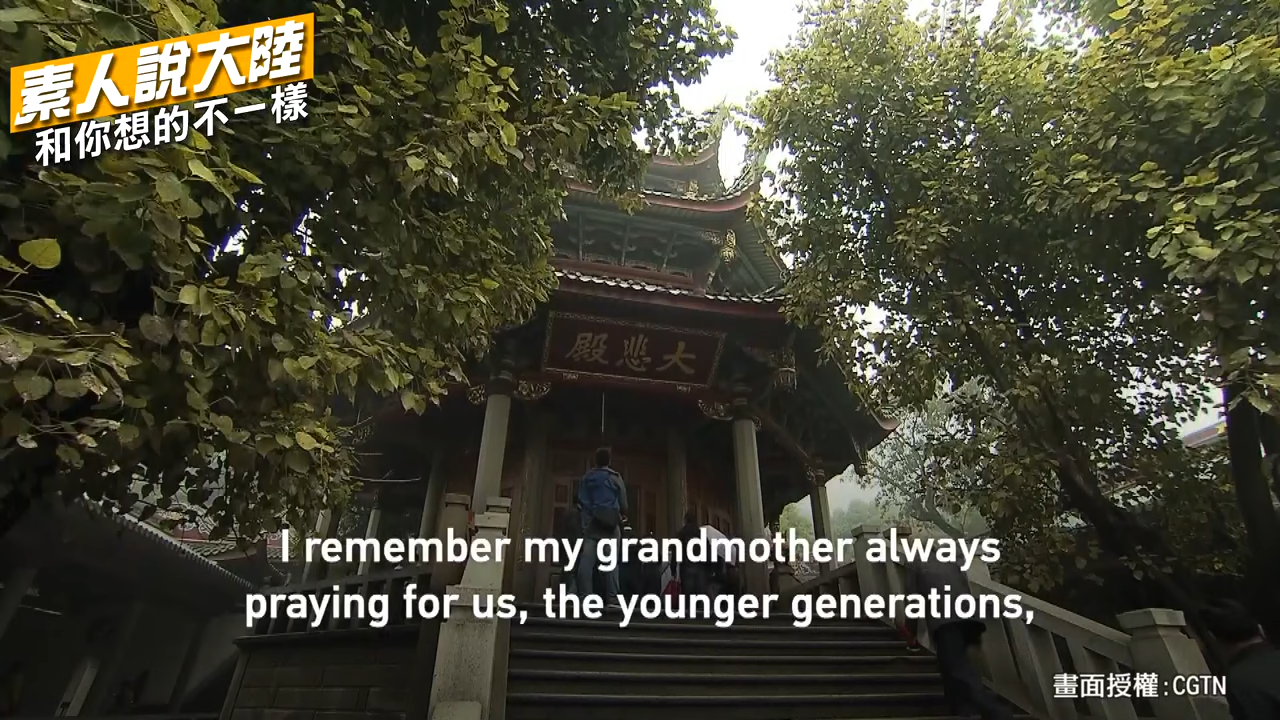 素人說大陸
和你想的不一樣
大悲殿
I remember my grandmother always
praying for us, the younger generations,
畫面授權:CGTN